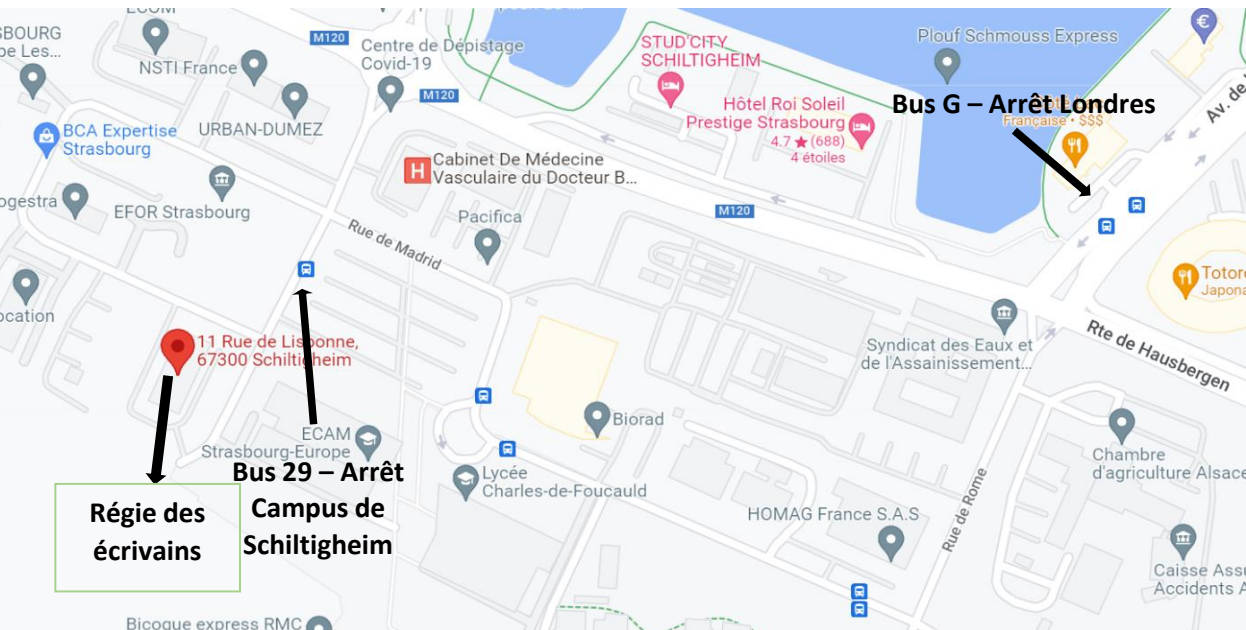 ECOM
SBOURG
pe Les...
NSTI France
M120
Centre de Dépistage
Covid-19
M120
STUD'CITY
SCHILTIGHEIM
Plouf Schmouss Express
€
Hôtel Roi Soleil
Prestige Strasbourg
4.7 ★ (688)
4 étoiles
Bus G – Arrêt Londres
Française • $$$
Av. de
BCA Expertise
Strasbourg
URBAN-DUMEZ
H
Cabinet De Médecine
Vasculaire du Docteur B...
ogestra
EFOR Strasbourg
Pacifica
M120
Rue de Madrid
ocation
Totoro
Japona
11 Rue de Lisbonne,
67300 Schiltigheim
Syndicat des Eaux et
de l'Assainissement...
Rte de Hausbergen
Biorad
ECAM
Strasbourg-Europe
Bus 29 – Arrêt
Campus de
Schiltigheim
Lycée
Charles-de-Foucauld
Chambre
d'agriculture Alsace
Régie des
écrivains
HOMAG France S.A.S
Rue de Rome
Caisse Assu
Accidents A
Bicoque express RMC